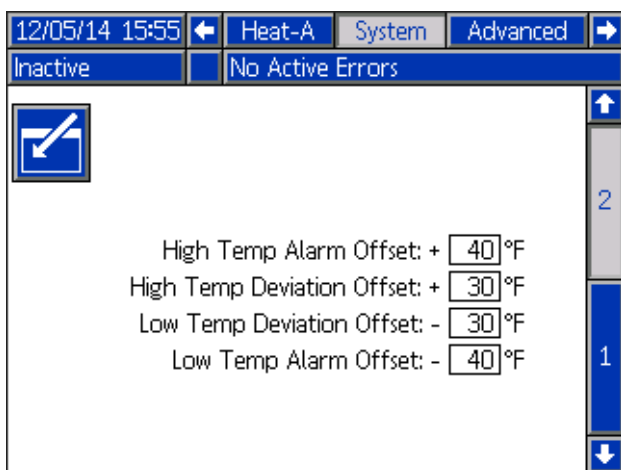 12/05/14 15:55 Heat-A System Advanced
Inactive No Active Errors
2
High Temp Alarm Offset: + 40 °F
High Temp Deviation Offset: + 30 °F
Low Temp Deviation Offset: - 30 °F
Low Temp Alarm Offset: - 40 °F
1